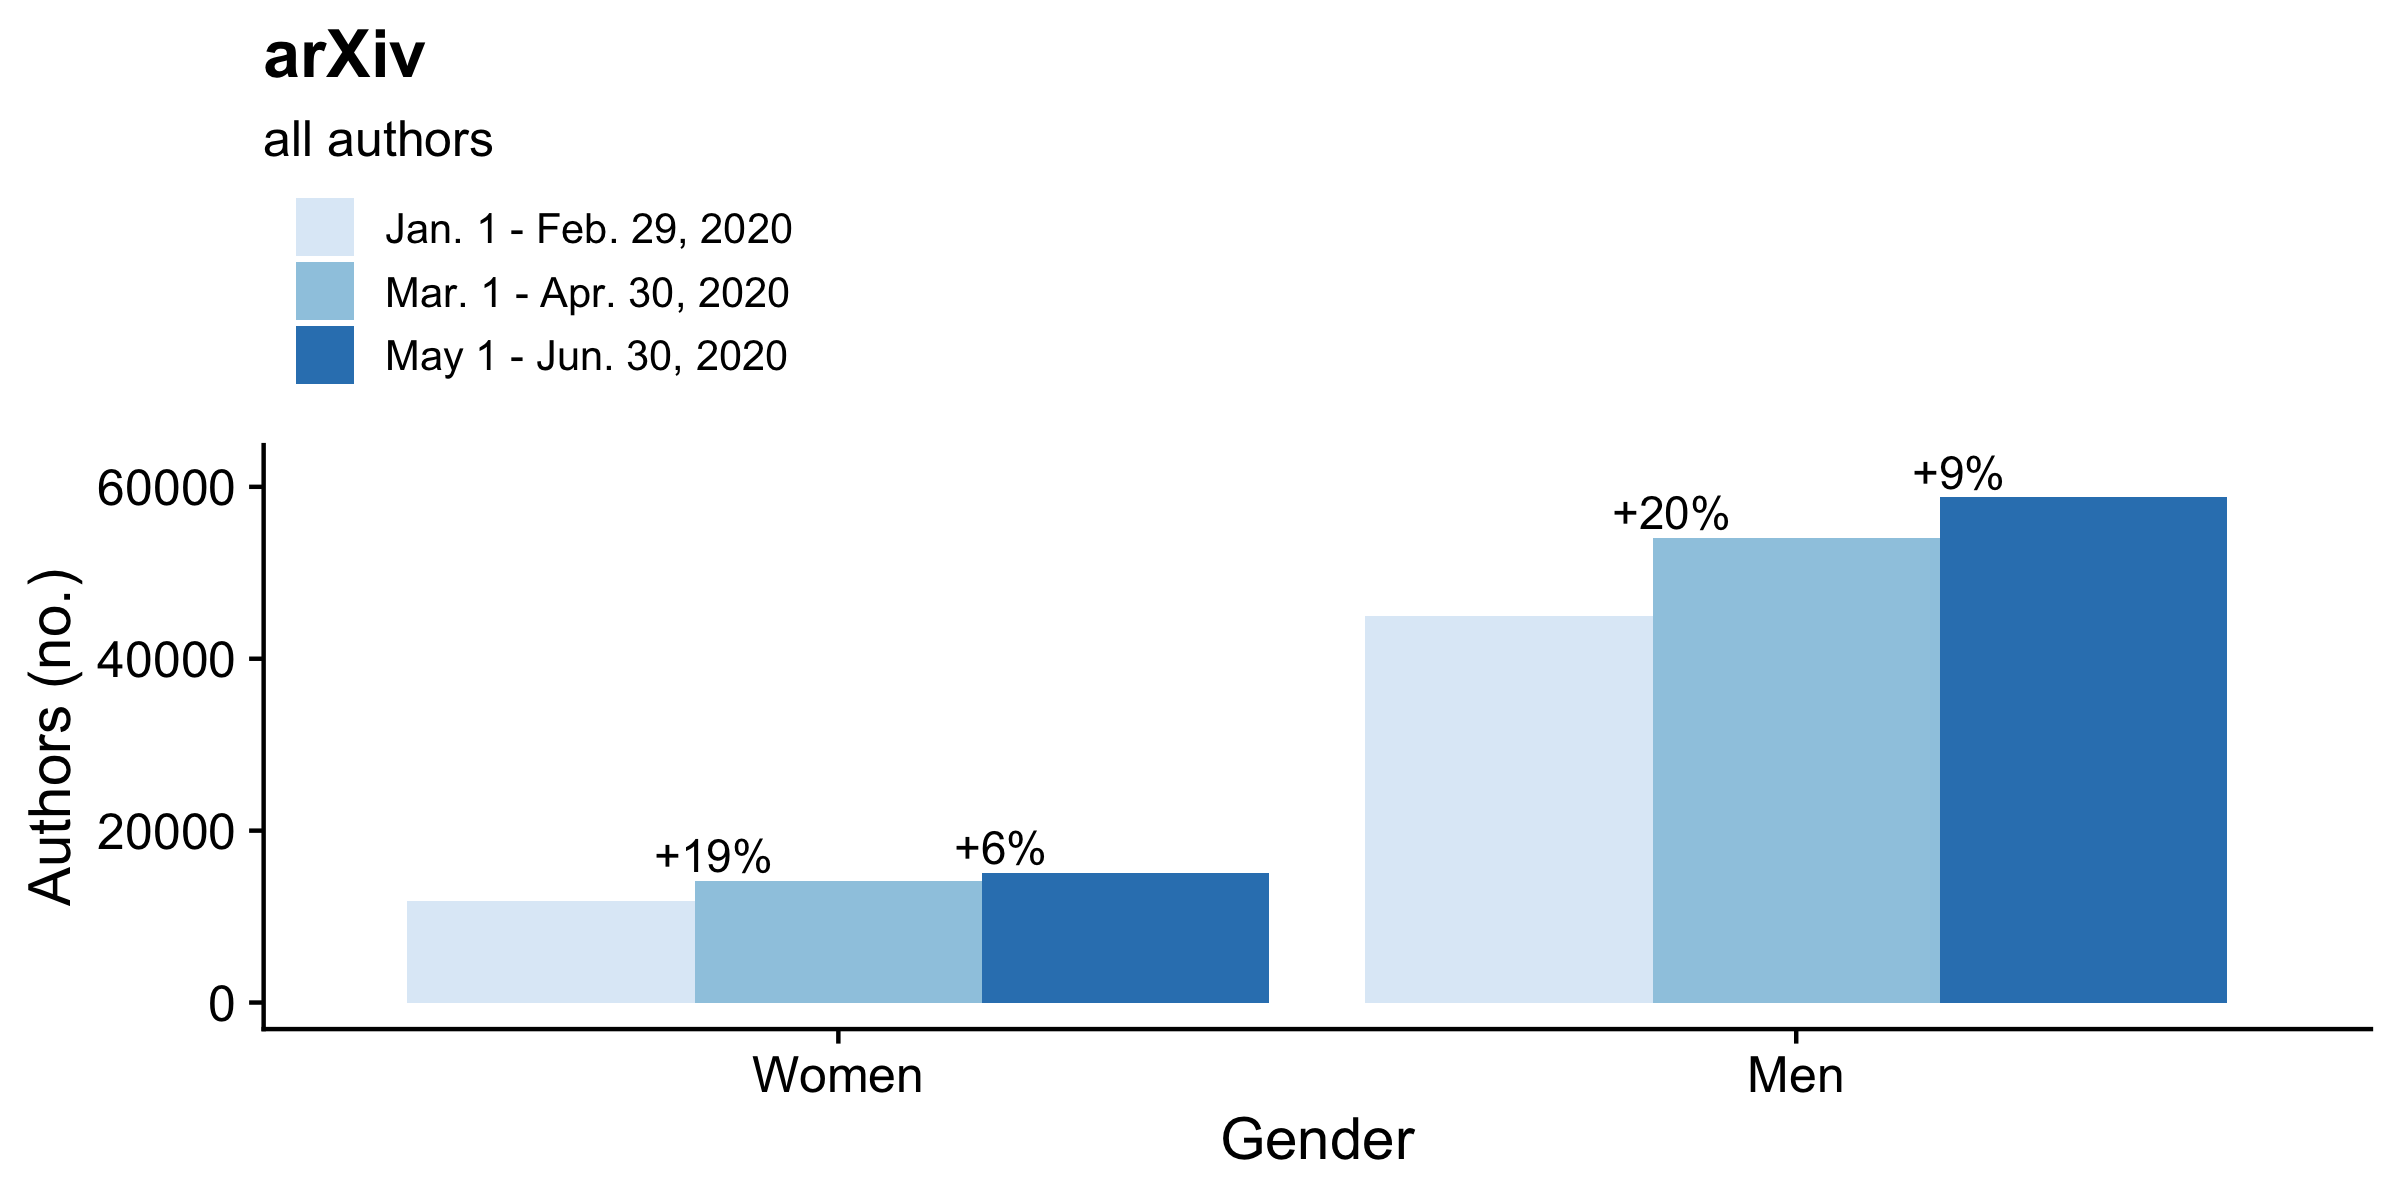 arXiv
all authors
Jan. 1 - Feb. 29, 2020
Mar. 1 - Apr. 30, 2020
May 1 - Jun. 30, 2020
Authors (no.)
60000
40000
20000
0
+19%
+6%
+20%
+9%
Women
Men
Gender